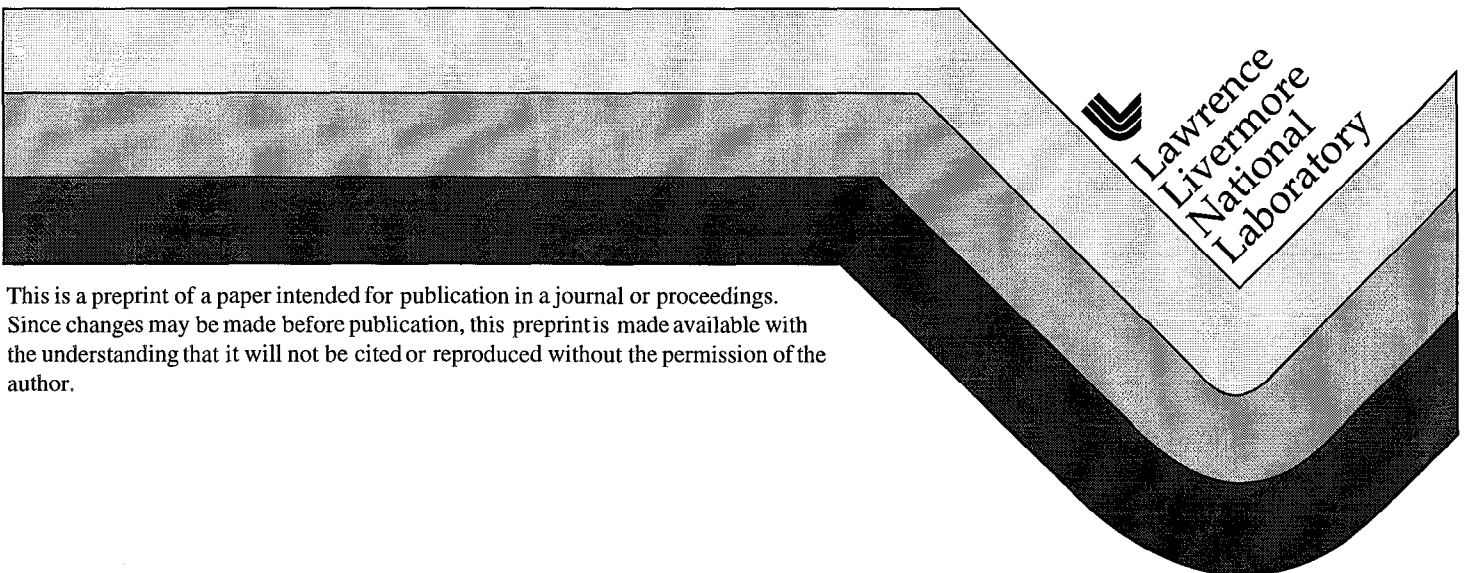 Lawrence
Livermore
National
Laboratory
This is a preprint of a paper intended for publication in a journal or proceedings.
Since changes may be made before publication, this preprint is made available with
the understanding that it will not be cited or reproduced without the permission of the
author.